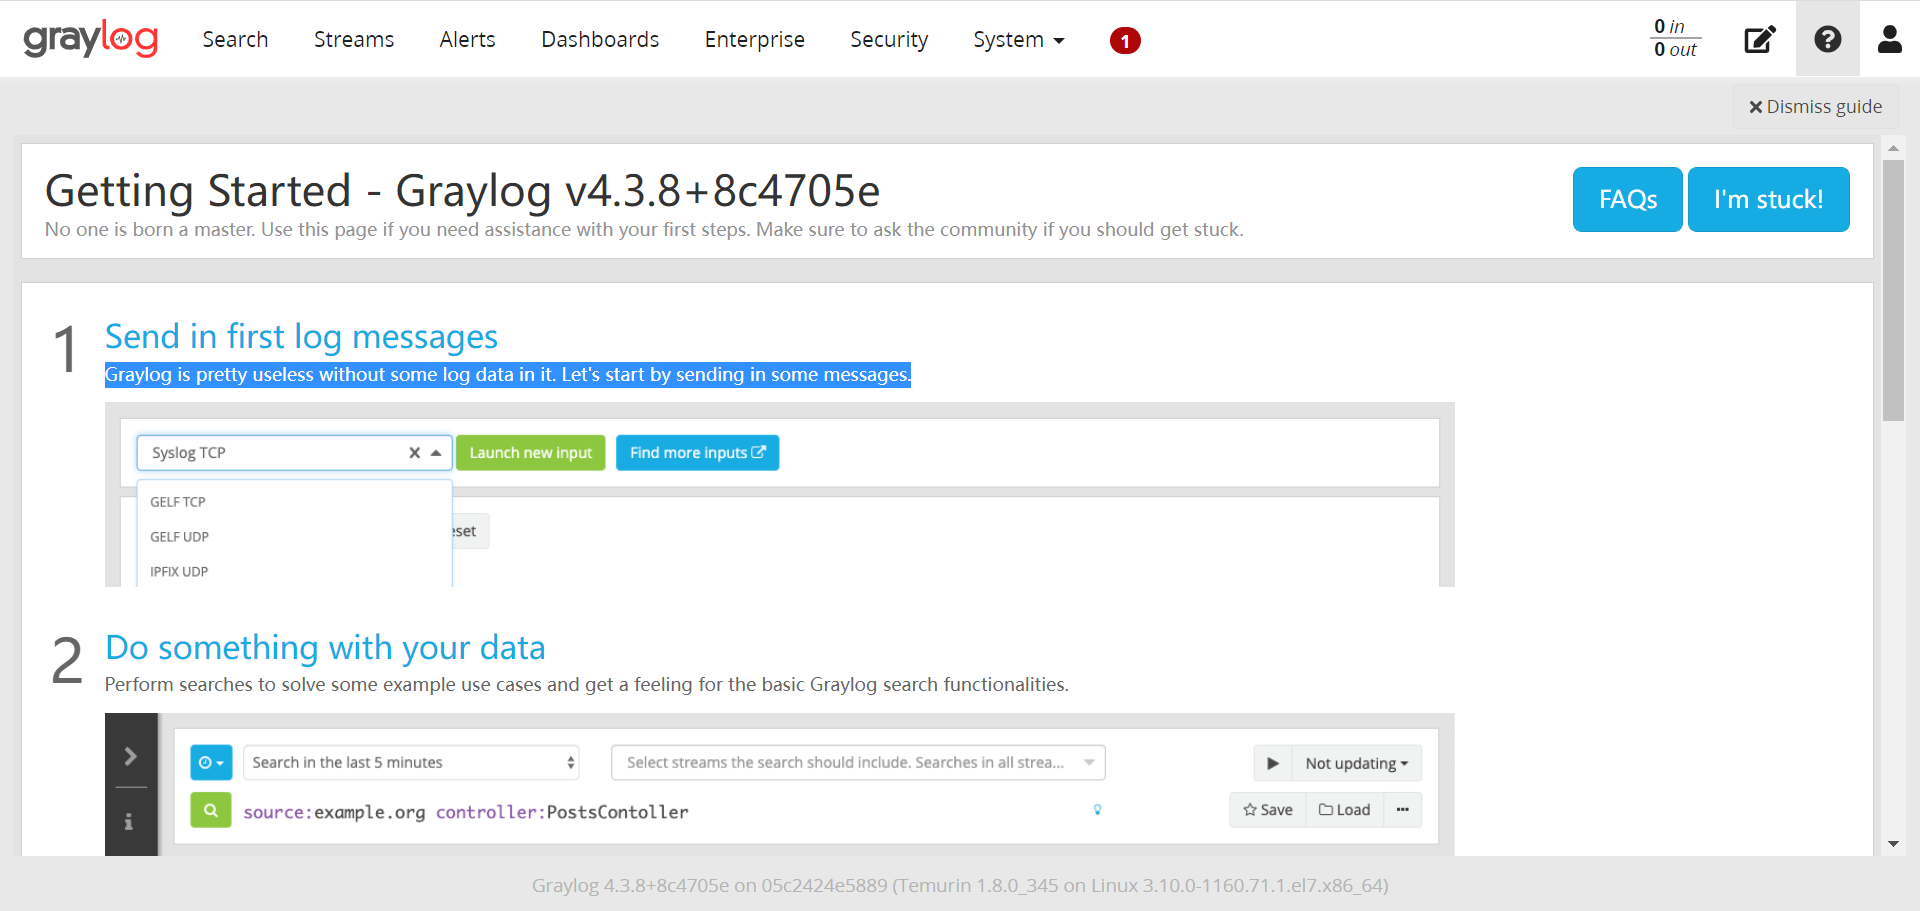 graylog Search Streams Alerts Dashboards Enterprise Security System 1 0 in
0 out
Dismiss guide
Getting Started - Graylog v4.3.8+8c4705e
No one is born a master. Use this page if you need assistance with your first steps. Make sure to ask the community if you should get stuck.
FAQs I'm stuck!
1 Send in first log messages
Graylog is pretty useless without some log data in it. Let's start by sending in some messages.
Syslog TCP Launch new input Find more inputs
GELF TCP
eset
GELF UDP
IPFIX UDP
2 Do something with your data
Perform searches to solve some example use cases and get a feeling for the basic Graylog search functionalities.
Search in the last 5 minutes Select streams the search should include. Searches in all strea... Not updating
source:example.org controller:PostsContoller Save Load ...
Graylog 4.3.8+8c4705e on 05c2424e5889 (Temurin 1.8.0_345 on Linux 3.10.0-1160.71.1.el7.x86_64)